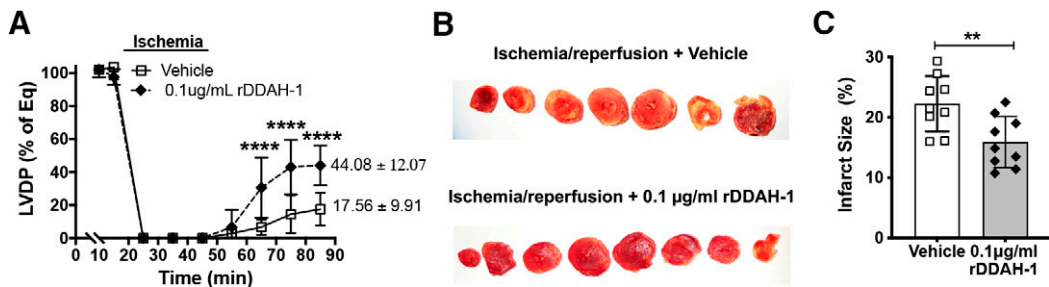 A
Ischemia
Vehicle
0.1ug/mL rDDAH-1
LVDP (% of Eq)
100
80
60
40
20
0
****
****
****
44.08 ± 12.07
17.56 ± 9.91
0 10 20 30 40 50 60 70 80 90
Time (min)
B
Ischemia/reperfusion + Vehicle
Ischemia/reperfusion + 0.1 µg/ml rDDAH-1
C
**
Infarct Size (%)
30
20
10
0
Vehicle 0.1µg/ml
rDDAH-1